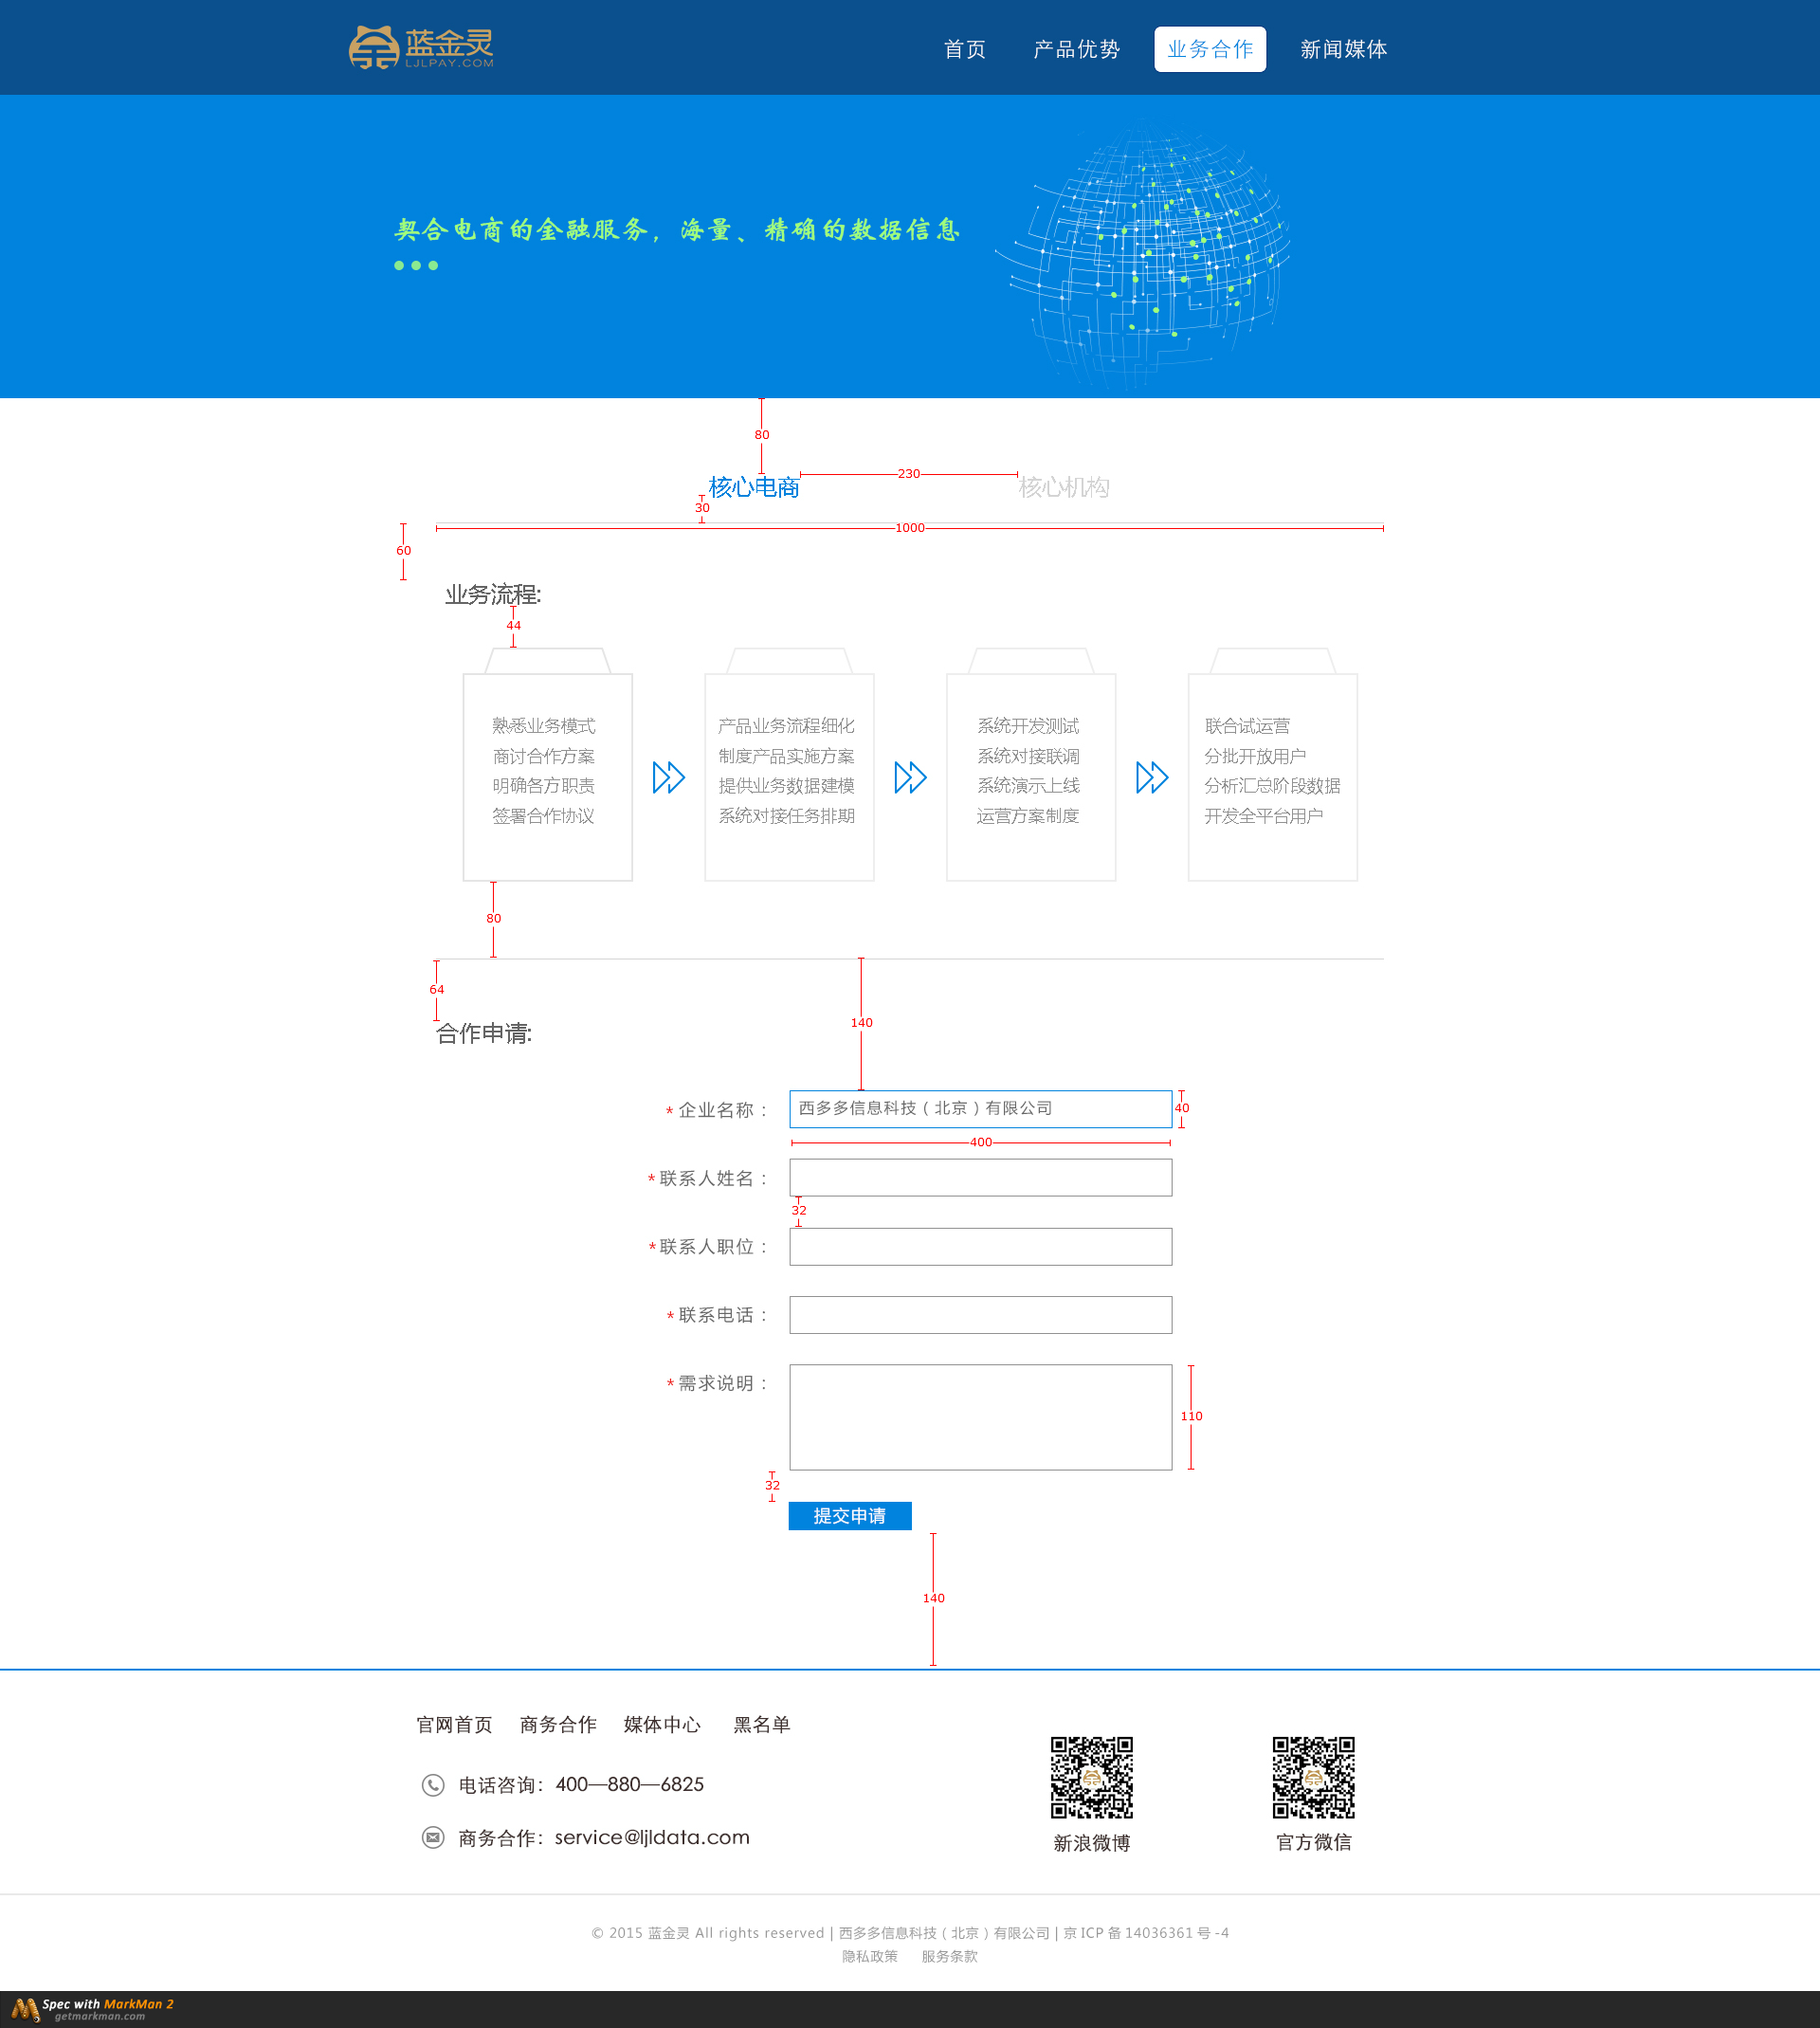 蓝金灵
LJLPAY.COM
首页 产品优势 业务合作 新闻媒体
奥合电商的金融服务，海量、精确的数据信息
80
核心电商 230 核心机构
30
1000
60
业务流程:
44
熟悉业务模式
商讨合作方案
明确各方职责
签署合作协议
产品业务流程细化
制度产品实施方案
提供业务数据建模
系统对接任务排期
系统开发测试
系统对接联调
系统演示上线
运营方案制度
联合试运营
分批开放用户
分析汇总阶段数据
开发全平台用户
80
64
140
合作申请:
* 企业名称： 西多多信息科技（北京）有限公司 40
400
* 联系人姓名：
32
* 联系人职位：
* 联系电话：
* 需求说明：
110
32
提交申请
140
官网首页 商务合作 媒体中心 黑名单
电话咨询：400—880—6825
商务合作：service@ljldata.com
新浪微博 官方微信
© 2015 蓝金灵 All rights reserved | 西多多信息科技（北京）有限公司 | 京 ICP 备 14036361 号 -4
隐私政策 服务条款
Spec with MarkMan 2
getmarkman.com